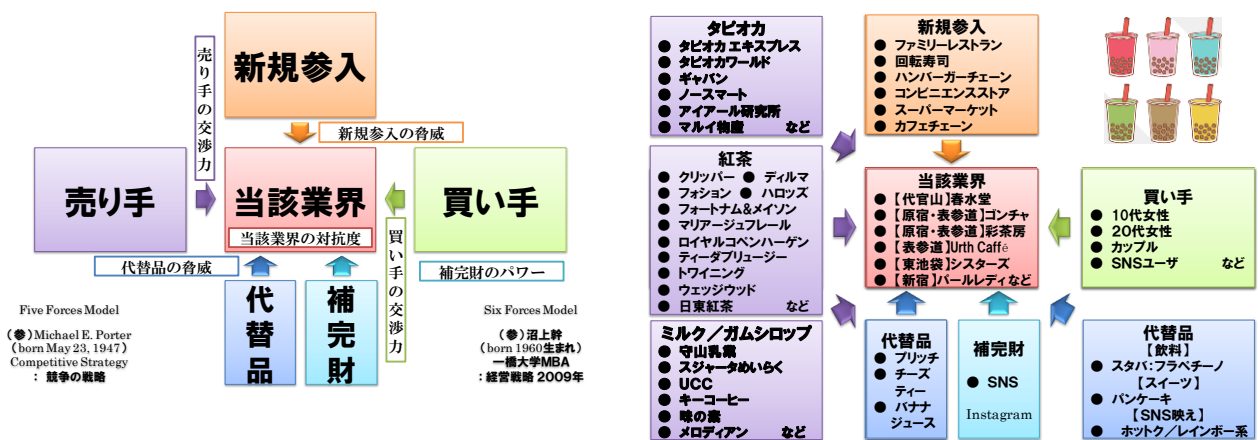 新規参入
売り手の交渉力
新規参入の脅威
売り手
当該業界
当該業界の対抗度
買い手
代替品の脅威
買い手の交渉力
補完財のパワー
代替品
補完財
Five Forces Model
(参)Michael E. Porter
(born May 23, 1947)
Competitive Strategy
: 競争の戦略
Six Forces Model
(参)沼上幹
(born 1960生まれ)
一橋大学MBA
: 経営戦略 2009年
タピオカ
● タピオカ エキスプレス
● タピオカワールド
● ギャバン
● ノースマート
● アイアール研究所
● マルイ物産 など
紅茶
● クリッパー ● ディルマ
● フォション ● ハロッズ
● フォートナム&メイソン
● マリアージュフレール
● ロイヤルコペンハーゲン
● ティーダブリュージー
● トワイニング
● ウェッジウッド
● 日東紅茶 など
ミルク/ガムシロップ
● 守山乳業
● スジャータめいらく
● UCC
● キーコーヒー
● 味の素
● メロディアン など
新規参入
● ファミリーレストラン
● 回転寿司
● ハンバーガーチェーン
● コンビニエンスストア
● スーパーマーケット
● カフェチェーン
当該業界
● 【代官山】春水堂
● 【原宿・表参道】ゴンチャ
● 【原宿・表参道】彩茶房
● 【表参道】Urth Caffé
● 【東池袋】シスターズ
● 【新宿】パールレディなど
買い手
● 10代女性
● 20代女性
● カップル
● SNSユーザ など
代替品
● ブリッチ
● チーズ
ティー
● バナナ
ジュース
補完財
● SNS
Instagram
代替品
【飲料】
● スタバ:フラペチーノ
【スイーツ】
● パンケーキ
【SNS映え】
● ホットク/レインボー系